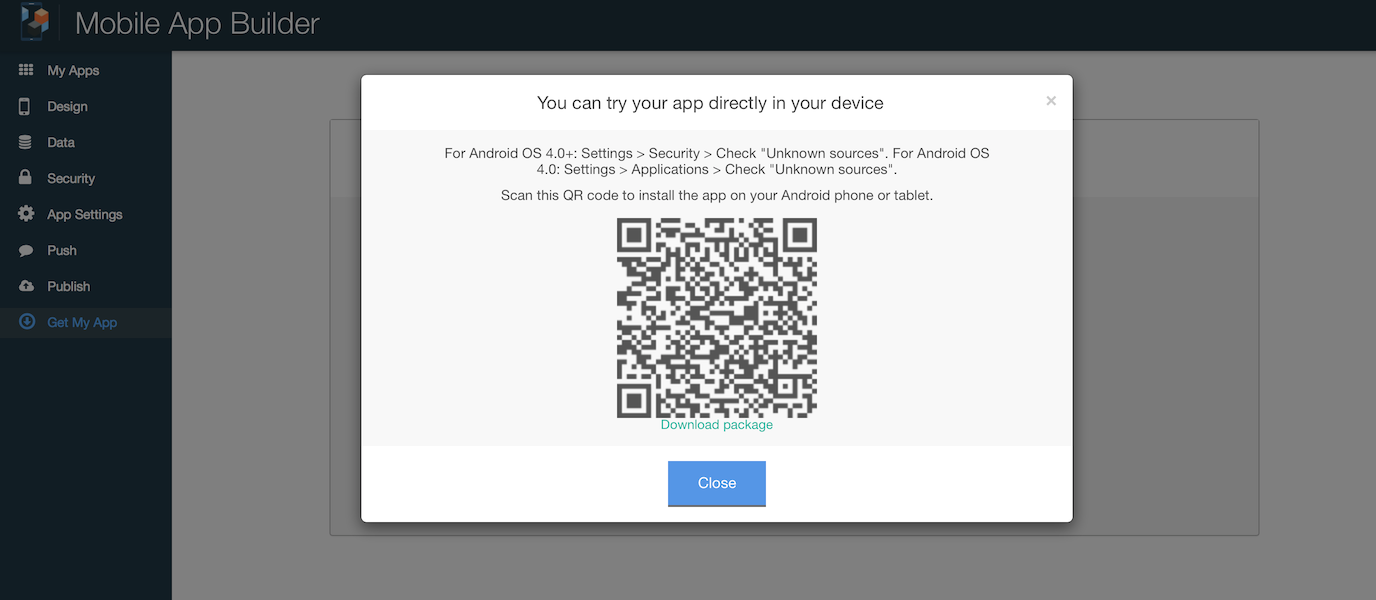 Mobile App Builder
My Apps
Design
Data
Security
App Settings
Push
Publish
Get My App
You can try your app directly in your device
×
For Android OS 4.0+: Settings > Security > Check "Unknown sources". For Android OS
4.0: Settings > Applications > Check "Unknown sources".
Scan this QR code to install the app on your Android phone or tablet.
Download package
Close